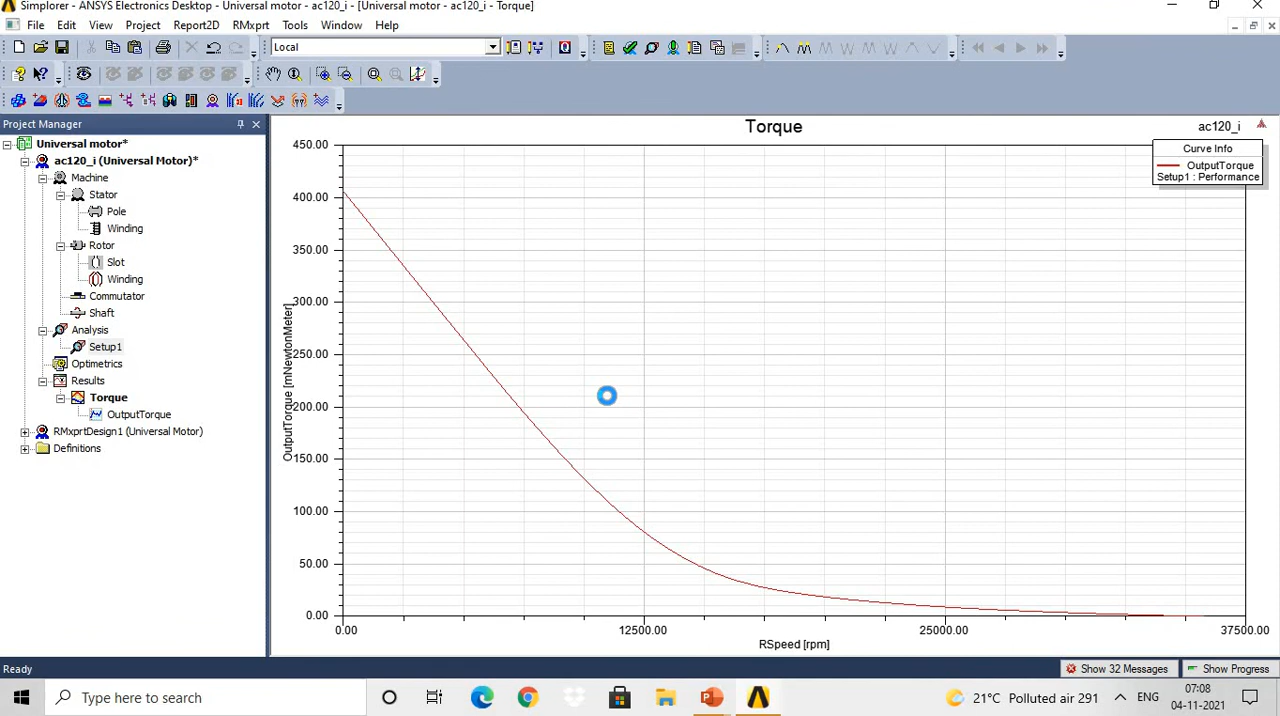 Simplorer - ANSYS Electronics Desktop - Universal motor - ac120_i - [Universal motor - ac120_i - Torque]
File Edit View Project Report2D RMxprt Tools Window Help
Local
Project Manager
Universal motor*
ac120_i (Universal Motor)*
Machine
Stator
Pole
Winding
Rotor
Slot
Winding
Commutator
Shaft
Analysis
Setup1
Optimetrics
Results
Torque
OutputTorque
RMxprtDesign1 (Universal Motor)
Definitions
Torque
ac120_i
Curve Info
OutputTorque
Setup1 : Performance
OutputTorque [mNewtonMeter]
450.00
400.00
350.00
300.00
250.00
200.00
150.00
100.00
50.00
0.00
0.00 12500.00 25000.00 37500.00
RSpeed [rpm]
Ready
Show 32 Messages
Show Progress
Type here to search
21°C Polluted air 291
ENG
07:08
04-11-2021